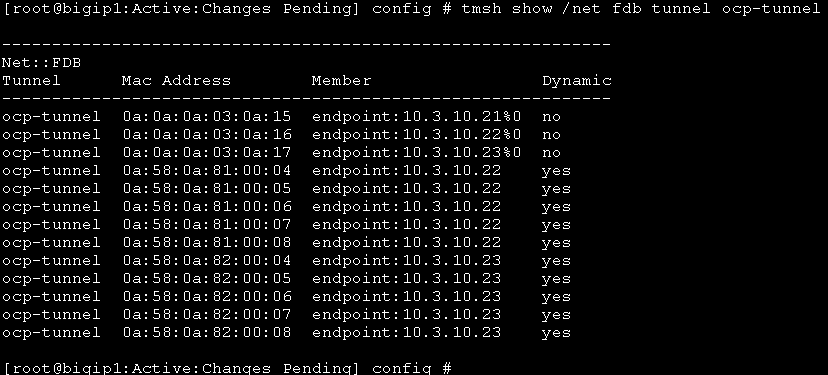 [root@bigip1:Active:Changes Pending] config # tmsh show /net fdb tunnel ocp-tunnel
-------------------------------------------------------------
Net::FDB
Tunnel      Mac Address        Member                 Dynamic
-------------------------------------------------------------
ocp-tunnel  0a:0a:0a:03:0a:15  endpoint:10.3.10.21%0  no
ocp-tunnel  0a:0a:0a:03:0a:16  endpoint:10.3.10.22%0  no
ocp-tunnel  0a:0a:0a:03:0a:17  endpoint:10.3.10.23%0  no
ocp-tunnel  0a:58:0a:81:00:04  endpoint:10.3.10.22    yes
ocp-tunnel  0a:58:0a:81:00:05  endpoint:10.3.10.22    yes
ocp-tunnel  0a:58:0a:81:00:06  endpoint:10.3.10.22    yes
ocp-tunnel  0a:58:0a:81:00:07  endpoint:10.3.10.22    yes
ocp-tunnel  0a:58:0a:81:00:08  endpoint:10.3.10.22    yes
ocp-tunnel  0a:58:0a:82:00:04  endpoint:10.3.10.23    yes
ocp-tunnel  0a:58:0a:82:00:05  endpoint:10.3.10.23    yes
ocp-tunnel  0a:58:0a:82:00:06  endpoint:10.3.10.23    yes
ocp-tunnel  0a:58:0a:82:00:07  endpoint:10.3.10.23    yes
ocp-tunnel  0a:58:0a:82:00:08  endpoint:10.3.10.23    yes
[root@bigip1:Active:Changes Pending] config #